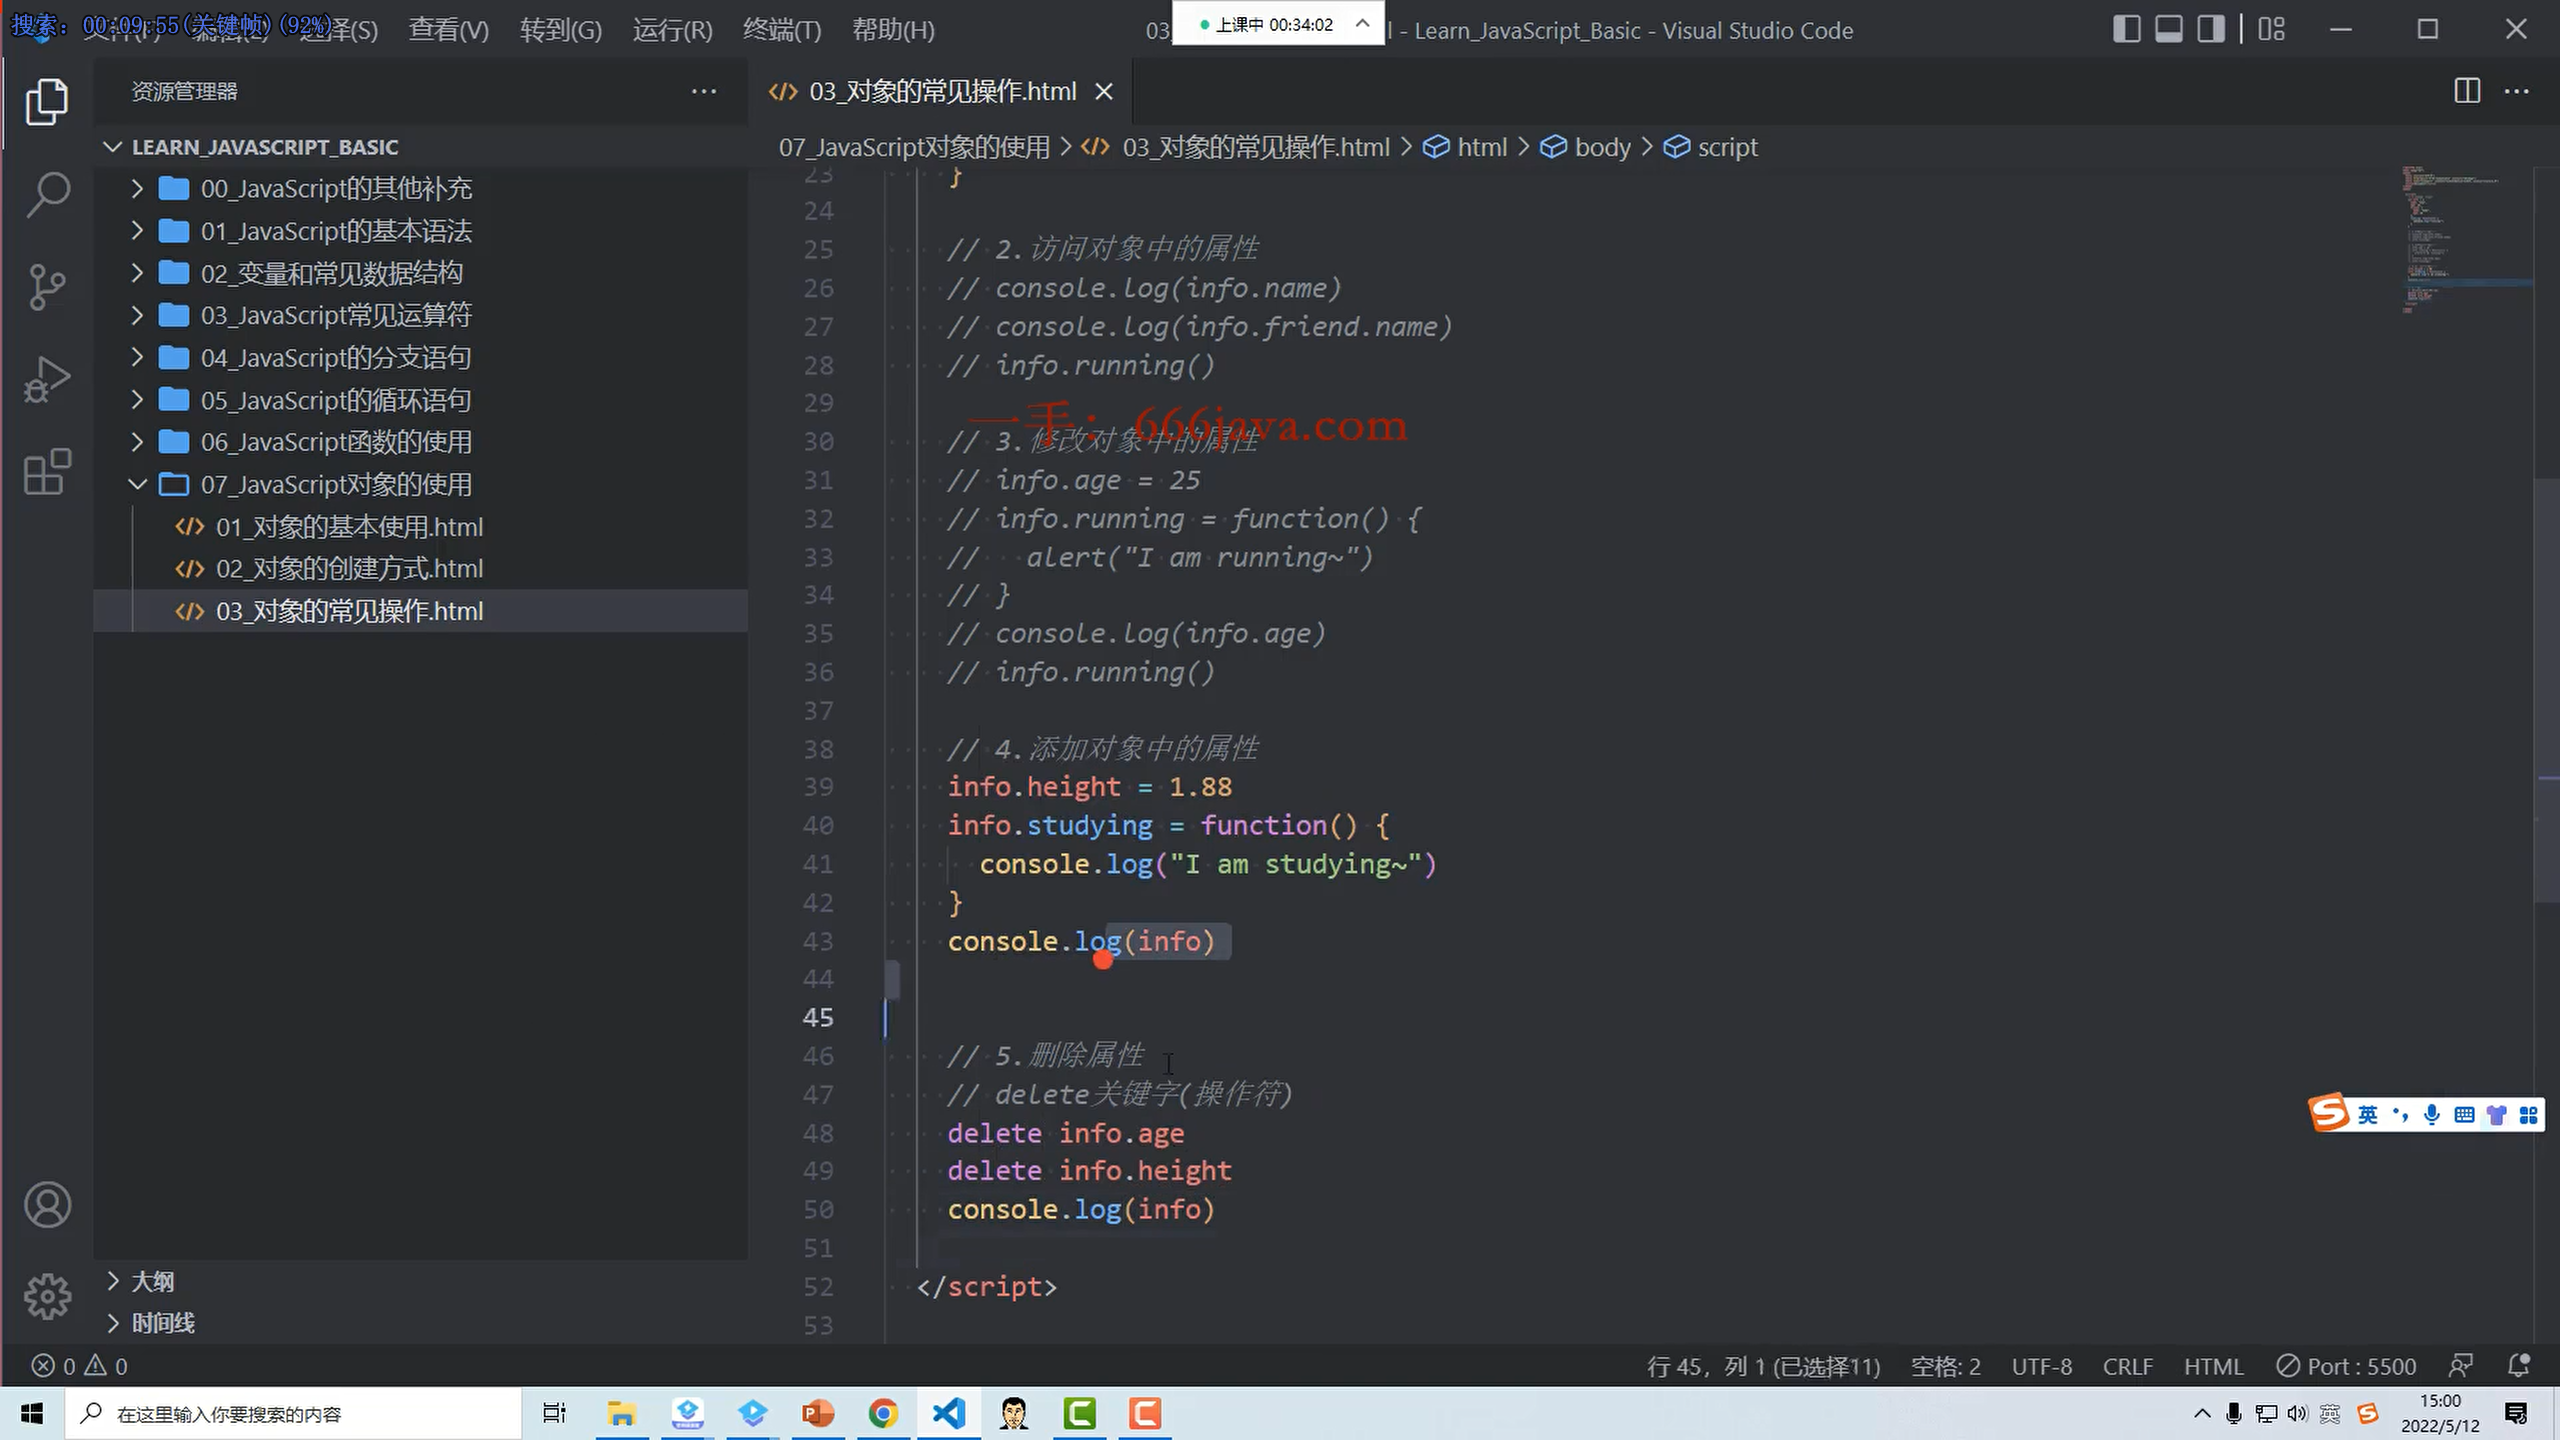 搜索: 00:09:55(关键帧)(92%)
查看(V) 转到(G) 运行(R) 终端(T) 帮助(H)
上课中 00:34:02
- Learn_JavaScript_Basic - Visual Studio Code
资源管理器
03_对象的常见操作.html
07_JavaScript对象的使用 > 03_对象的常见操作.html > html > body > script
LEARN_JAVASCRIPT_BASIC
00_JavaScript的其他补充
01_JavaScript的基本语法
02_变量和常见数据结构
03_JavaScript常见运算符
04_JavaScript的分支语句
05_JavaScript的循环语句
06_JavaScript函数的使用
07_JavaScript对象的使用
01_对象的基本使用.html
02_对象的创建方式.html
03_对象的常见操作.html
大纲
时间线
23 }
24
25 // 2.访问对象中的属性
26 // console.log(info.name)
27 // console.log(info.friend.name)
28 // info.running()
29
一手: 666java.com
30 // 3.修改对象中的属性
31 // info.age = 25
32 // info.running = function() {
33 //   alert("I am running~")
34 // }
35 // console.log(info.age)
36 // info.running()
37
38 // 4.添加对象中的属性
39 info.height = 1.88
40 info.studying = function() {
41   console.log("I am studying~")
42 }
43 console.log(info)
44
45
46 // 5.删除属性
47 // delete关键字(操作符)
48 delete info.age
49 delete info.height
50 console.log(info)
51
52 </script>
53
英
0 0
行 45，列 1 (已选择11) 空格: 2 UTF-8 CRLF HTML Port : 5500
在这里输入你要搜索的内容
英
15:00
2022/5/12